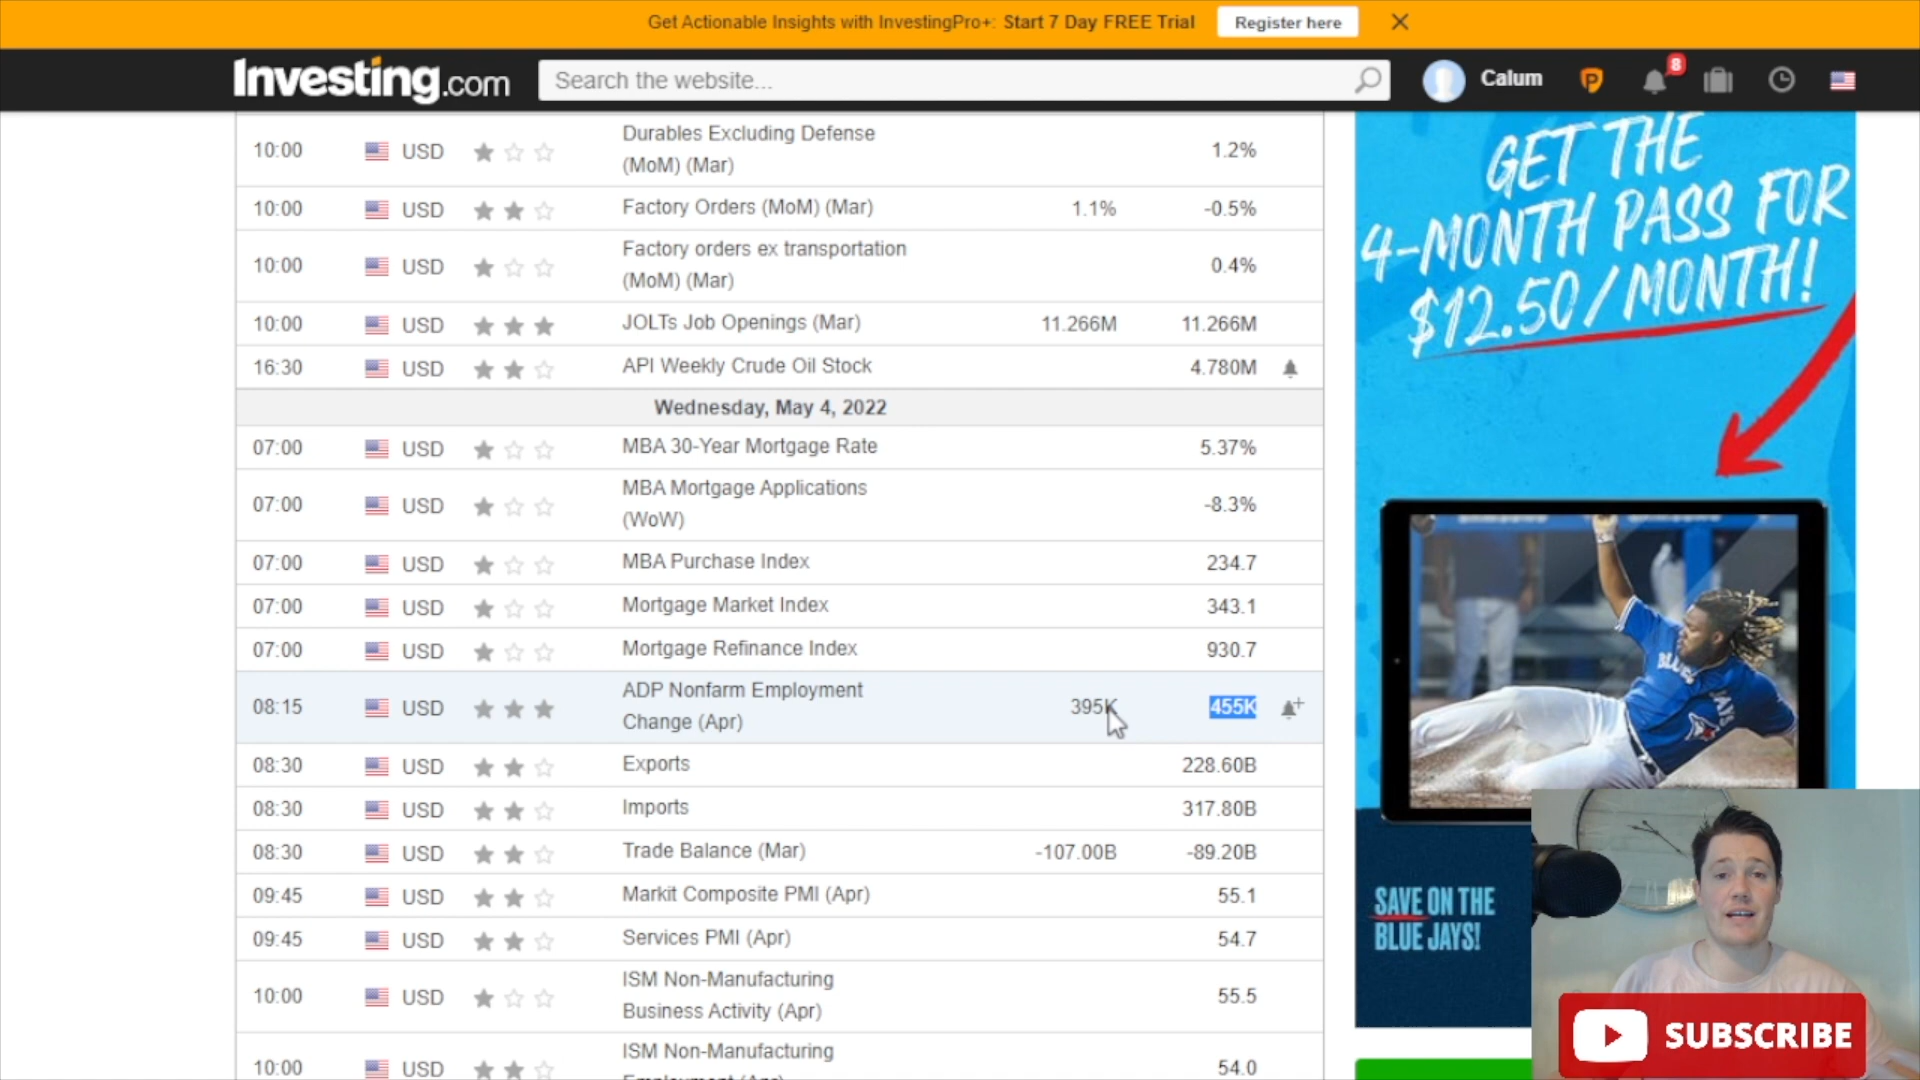 Get Actionable Insights with InvestingPro+: Start 7 Day FREE Trial Register here
Investing.com Search the website... Calum 8
10:00 USD Durables Excluding Defense (MoM) (Mar) 1.2%
10:00 USD Factory Orders (MoM) (Mar) 1.1% -0.5%
10:00 USD Factory orders ex transportation (MoM) (Mar) 0.4%
10:00 USD JOLTs Job Openings (Mar) 11.266M 11.266M
16:30 USD API Weekly Crude Oil Stock 4.780M
Wednesday, May 4, 2022
07:00 USD MBA 30-Year Mortgage Rate 5.37%
07:00 USD MBA Mortgage Applications (WoW) -8.3%
07:00 USD MBA Purchase Index 234.7
07:00 USD Mortgage Market Index 343.1
07:00 USD Mortgage Refinance Index 930.7
08:15 USD ADP Nonfarm Employment Change (Apr) 395K 455K
08:30 USD Exports 228.60B
08:30 USD Imports 317.80B
08:30 USD Trade Balance (Mar) -107.00B -89.20B
09:45 USD Markit Composite PMI (Apr) 55.1
09:45 USD Services PMI (Apr) 54.7
10:00 USD ISM Non-Manufacturing Business Activity (Apr) 55.5
10:00 USD ISM Non-Manufacturing 54.0
GET THE
4-MONTH PASS FOR
$12.50/MONTH!
SAVE ON THE
BLUE JAYS!
SUBSCRIBE